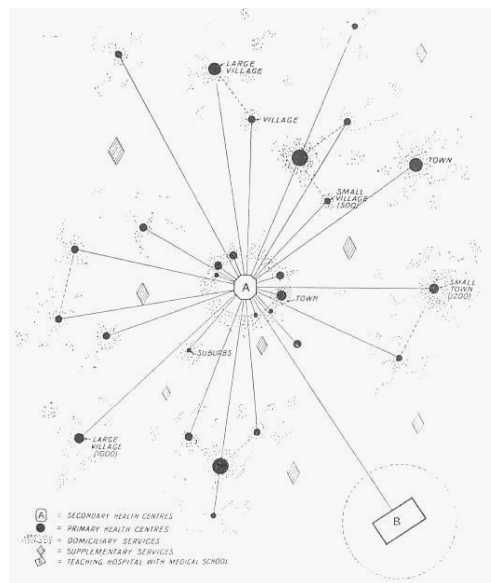 LARGE
VILLAGE
VILLAGE
TOWN
SMALL
VILLAGE
(500)
A
TOWN
SMALL
TOWN
(1200)
SUBURBS
LARGE
VILLAGE
(1000)
B
A = SECONDARY HEALTH CENTRES
= PRIMARY HEALTH CENTRES
= DOMICILIARY SERVICES
= SUPPLEMENTARY SERVICES
B = TEACHING HOSPITAL WITH MEDICAL SCHOOL